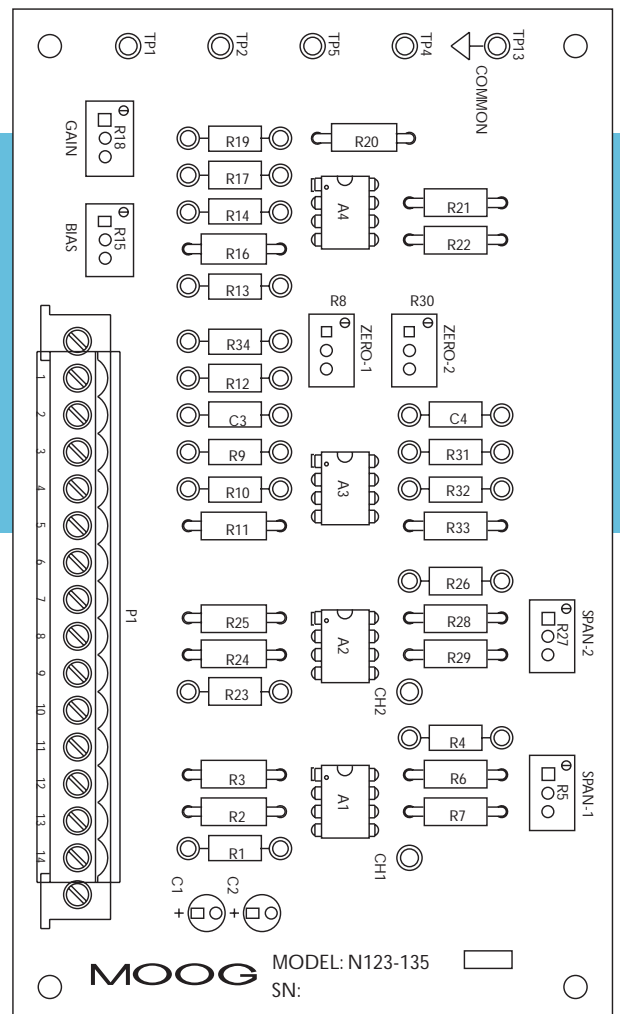 TP1
TP2
TP5
TP4
TP13
COMMON
GAIN
R18
R19
R20
R17
R14
A4
R21
BIAS
R15
R16
R22
R13
R8
R30
R34
ZERO-1
ZERO-2
R12
C3
C4
R9
R31
R10
A3
R32
R11
R33
1
2
3
4
5
6
7
8
9
10
11
12
13
14
P1
R26
R25
A2
R28
R27
SPAN-2
R24
R29
R23
CH2
R4
R3
A1
R6
R5
SPAN-1
R2
R7
R1
CH1
C1
C2
+
+
MOOG
MODEL: N123-135
SN: